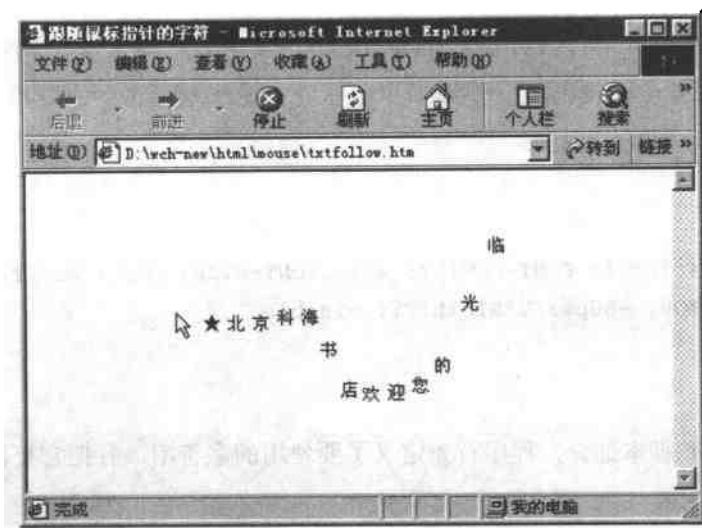 跟随鼠标指针的字符 - Microsoft Internet Explorer
文件(F) 编辑(E) 查看(V) 收藏(A) 工具(T) 帮助(H)
后退 前进 停止 刷新 主页 个人栏 搜索
地址(D) D:\wch-new\html\mouse\txtfollow.htm 转到 链接
★北京科海书店欢迎您的光临
完成 我的电脑